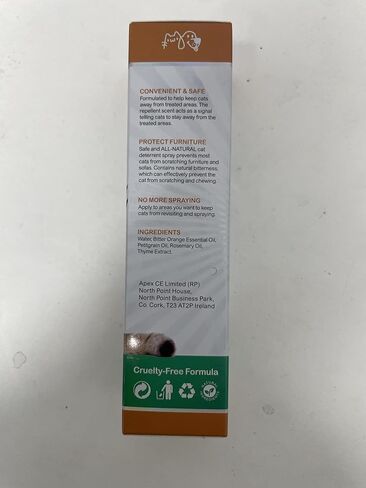 CONVENIENT & SAFE
Formulated to help keep cats
away from treated areas. The
repellent scent acts as a signal
telling cats to stay away from the
treated areas.
PROTECT FURNITURE
Safe and ALL-NATURAL cat
deterrent spray prevents most
cats from scratching furniture and
sofas. Contains natural bitterness,
which can effectively prevent the
cat from scratching and chewing.
NO MORE SPRAYING
Apply to areas you want to keep
cats from revisiting and spraying.
INGREDIENTS
Water, Bitter Orange Essential Oil,
Petitgrain Oil, Rosemary Oil,
Thyme Extract.
Apex CE Limited (RP)
North Point House,
North Point Business Park,
Co. Cork, T23 AT2P Ireland
Cruelty-Free Formula